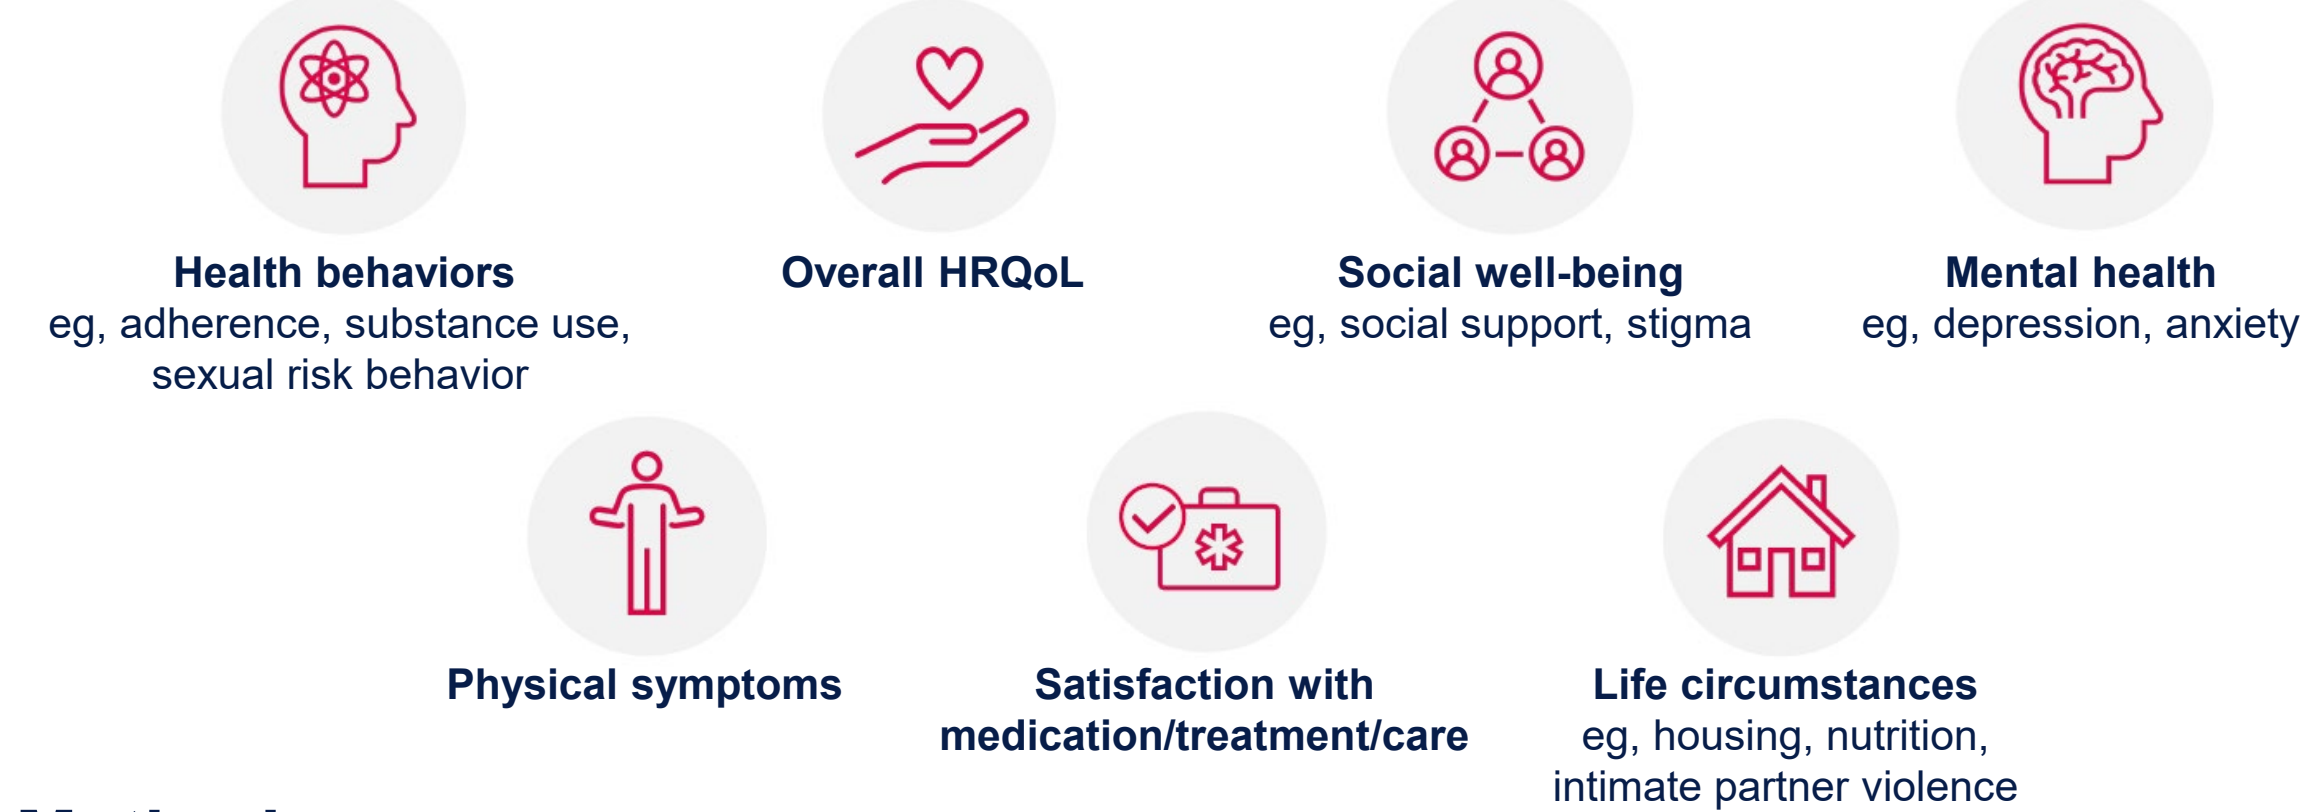 Health behaviors
eg, adherence, substance use,
sexual risk behavior
Overall HRQoL
Social well-being
eg, social support, stigma
Mental health
eg, depression, anxiety
Physical symptoms
Satisfaction with
medication/treatment/care
Life circumstances
eg, housing, nutrition,
intimate partner violence